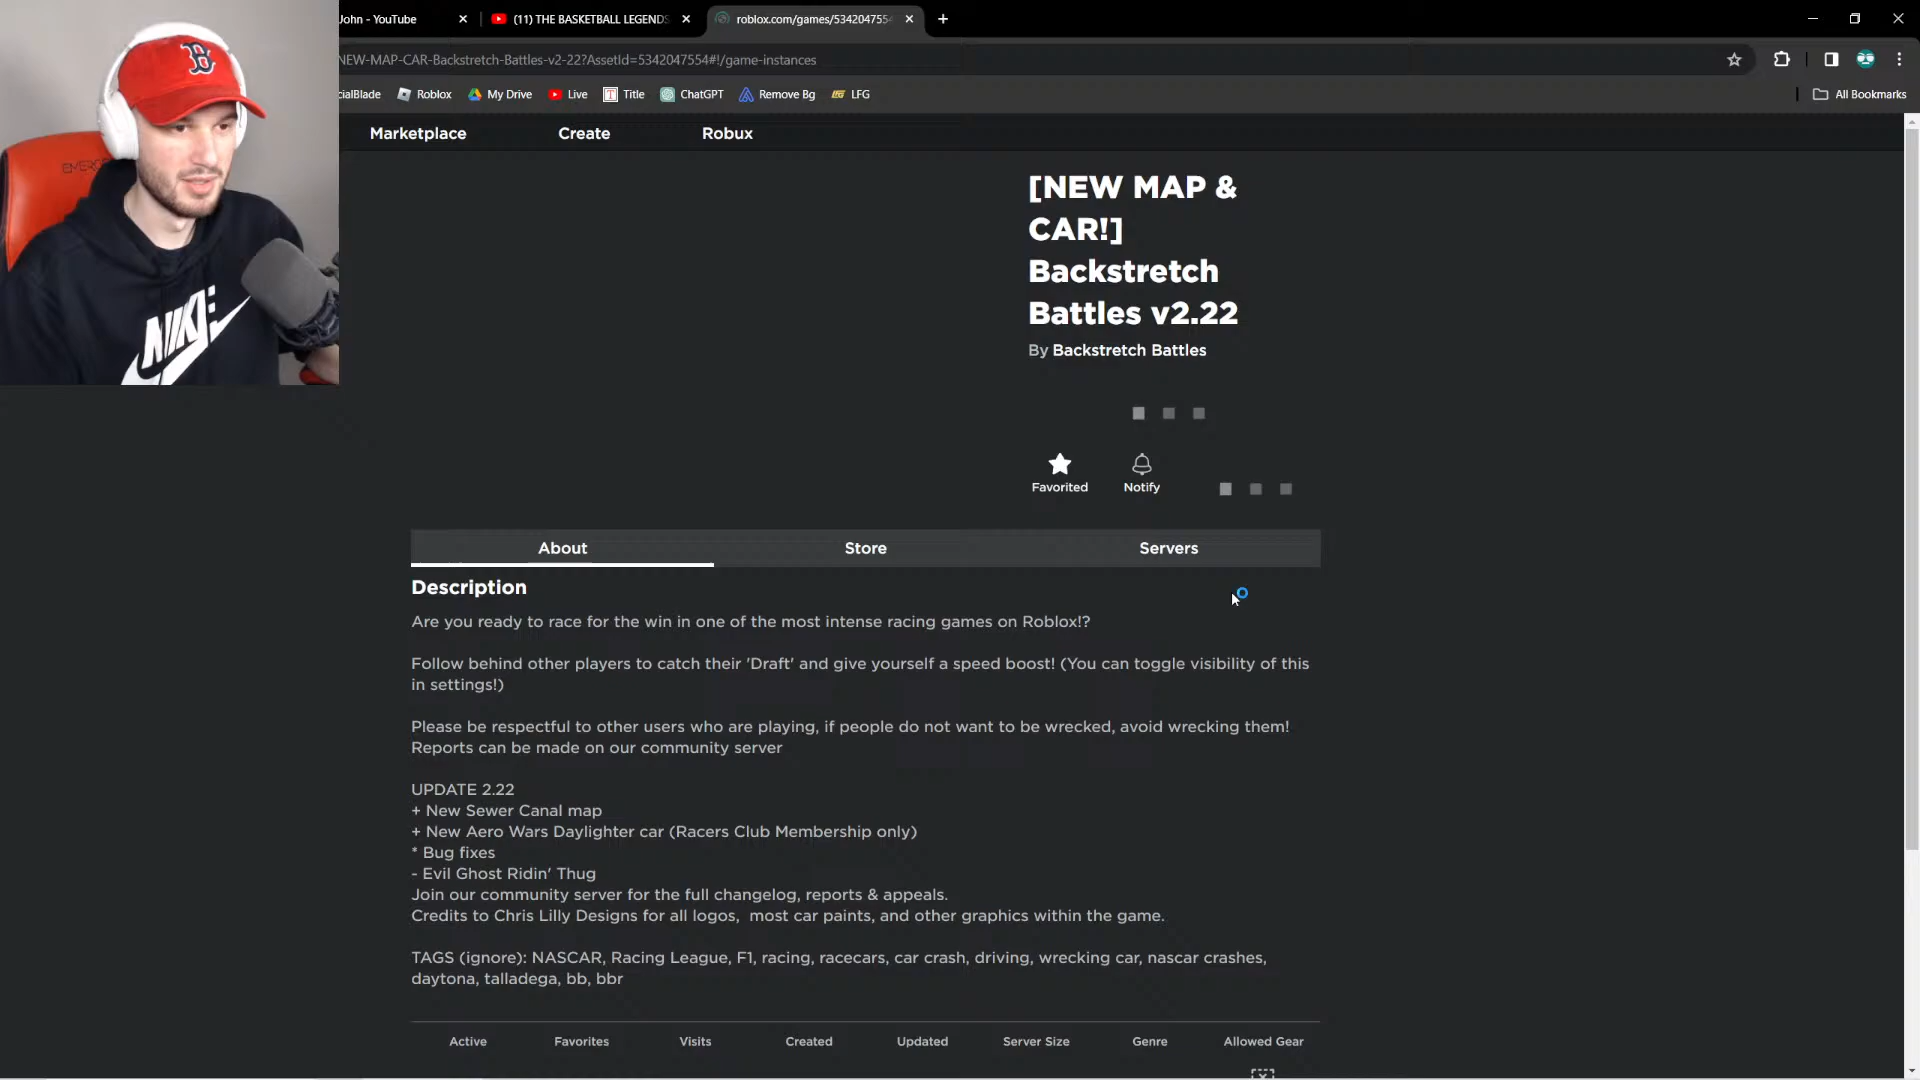 John - YouTube
(11) THE BASKETBALL LEGENDS
roblox.com/games/5342047554
NEW-MAP-CAR-Backstretch-Battles-v2-22?AssetId=5342047554#!/game-instances
cialBlade
Roblox
My Drive
Live
T Title
ChatGPT
Remove Bg
LFG
All Bookmarks
Marketplace
Create
Robux
B
NIKE
[NEW MAP &
CAR!]
Backstretch
Battles v2.22
By Backstretch Battles
Favorited
Notify
About
Store
Servers
Description
Are you ready to race for the win in one of the most intense racing games on Roblox!?
Follow behind other players to catch their 'Draft' and give yourself a speed boost! (You can toggle visibility of this
in settings!)
Please be respectful to other users who are playing, if people do not want to be wrecked, avoid wrecking them!
Reports can be made on our community server
UPDATE 2.22
+ New Sewer Canal map
+ New Aero Wars Daylighter car (Racers Club Membership only)
* Bug fixes
- Evil Ghost Ridin' Thug
Join our community server for the full changelog, reports & appeals.
Credits to Chris Lilly Designs for all logos, most car paints, and other graphics within the game.
TAGS (ignore): NASCAR, Racing League, F1, racing, racecars, car crash, driving, wrecking car, nascar crashes,
daytona, talladega, bb, bbr
Active
Favorites
Visits
Created
Updated
Server Size
Genre
Allowed Gear